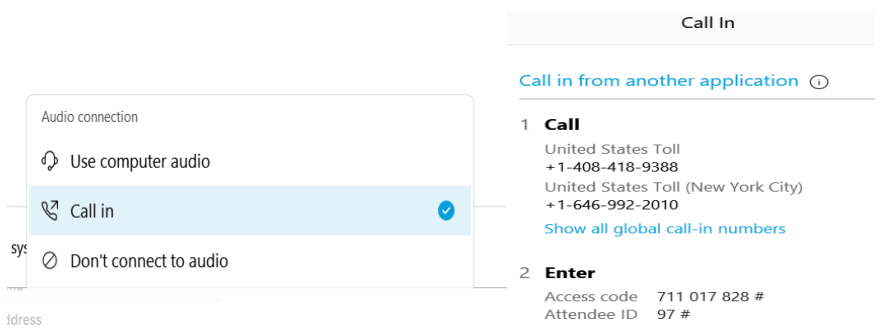 Audio connection
Use computer audio
Call in
Don't connect to audio
sys
ddress
Call In
Call in from another application
1 Call
United States Toll
+1-408-418-9388
United States Toll (New York City)
+1-646-992-2010
Show all global call-in numbers
2 Enter
Access code 711 017 828 #
Attendee ID 97 #